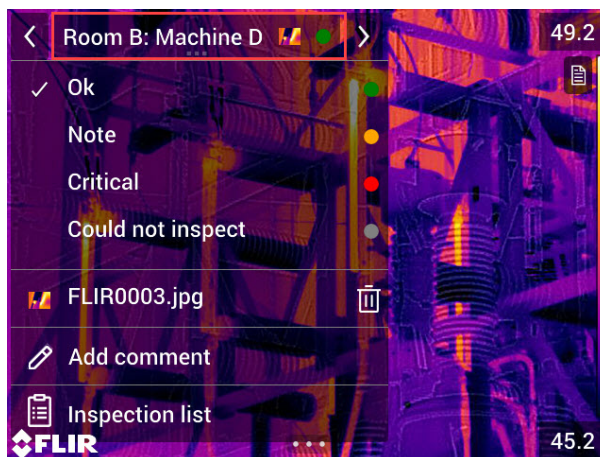 Room B: Machine D
49.2
Ok
Note
Critical
Could not inspect
FLIR0003.jpg
Add comment
Inspection list
FLIR
45.2